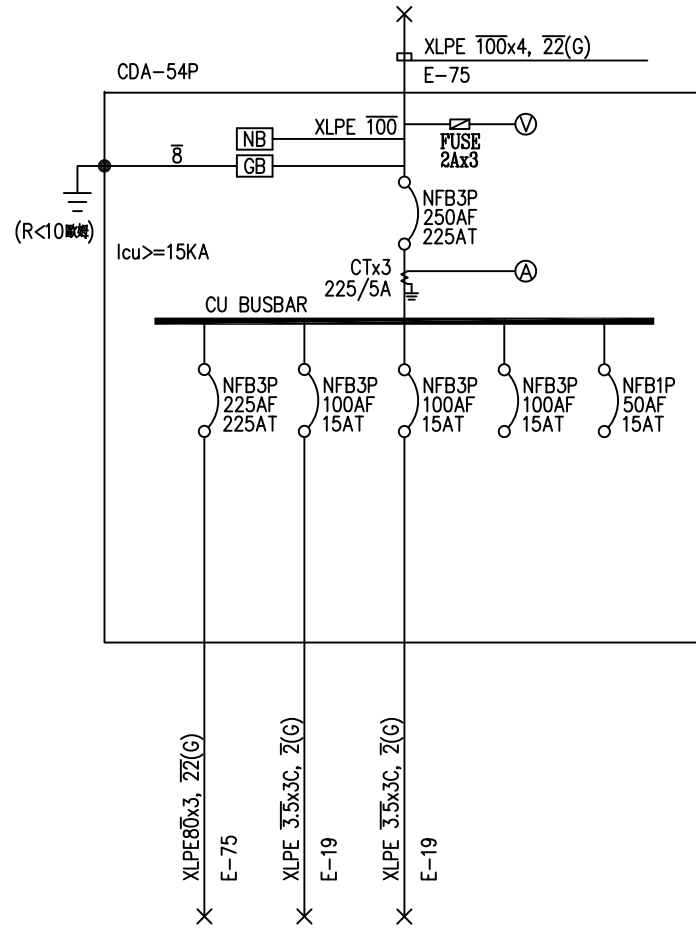 XLPE 100x4, 22(G)
E-75
CDA-54P
XLPE 100
NB
V
FUSE
2Ax3
8
GB
NFB3P
250AF
225AT
(R<10歐姆)
Icu>=15KA
CTx3
225/5A
A
CU BUSBAR
NFB3P
225AF
225AT
NFB3P
100AF
15AT
NFB3P
100AF
15AT
NFB3P
100AF
15AT
NFB1P
50AF
15AT
XLPE80x3, 22(G)
E-75
XLPE 3.5x3C, 2(G)
E-19
XLPE 3.5x3C, 2(G)
E-19